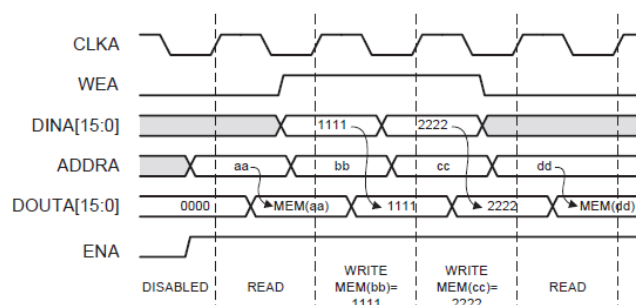 CLKA
WEA
DINA[15:0] 1111 2222
ADDRA aa bb cc dd
DOUTA[15:0] 0000 MEM(aa) 1111 2222 MEM(dd)
ENA
DISABLED READ WRITE WRITE READ
MEM(bb)= MEM(cc)=
1111 2222